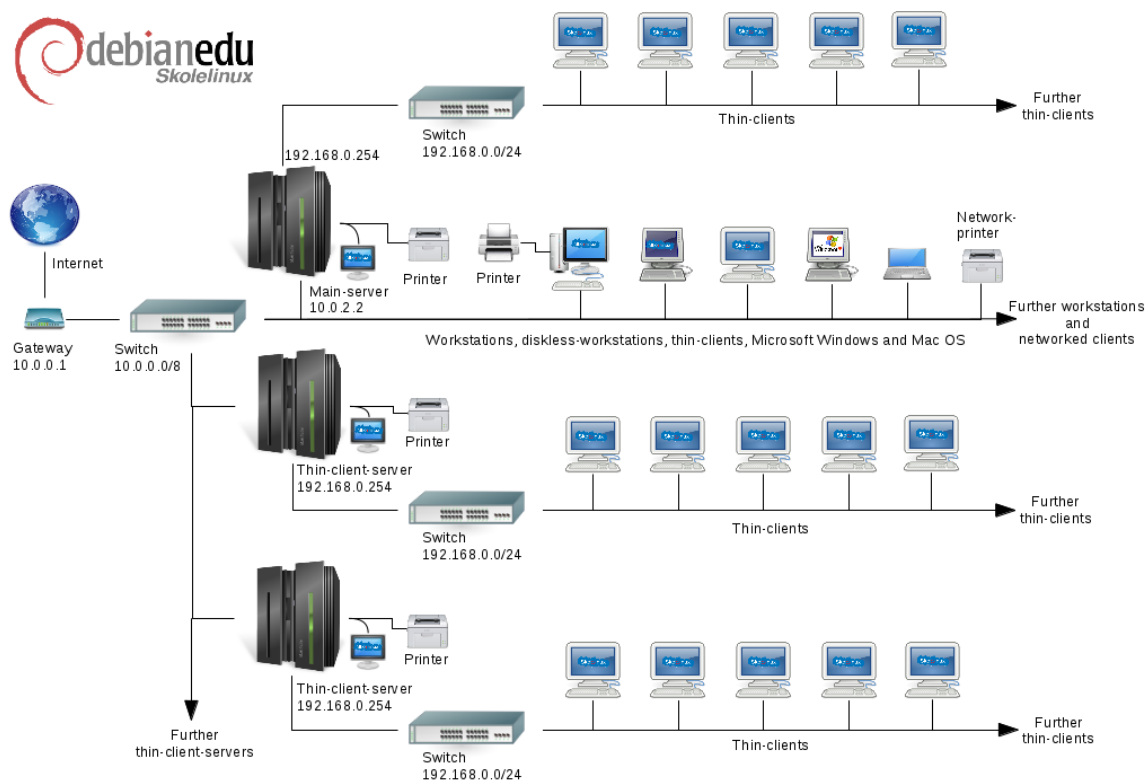 debianedu
Skolelinux
Switch
192.168.0.0/24
Thin-clients
Further
thin-clients
192.168.0.254
Internet
Gateway
10.0.0.1
Switch
10.0.0.0/8
Main-server
10.0.2.2
Printer
Printer
Network-
printer
Workstations, diskless-workstations, thin-clients, Microsoft Windows and Mac OS
Further workstations
and
networked clients
Printer
Thin-client-server
192.168.0.254
Switch
192.168.0.0/24
Thin-clients
Further
thin-clients
Printer
Thin-client-server
192.168.0.254
Switch
192.168.0.0/24
Thin-clients
Further
thin-clients
Further
thin-client-servers